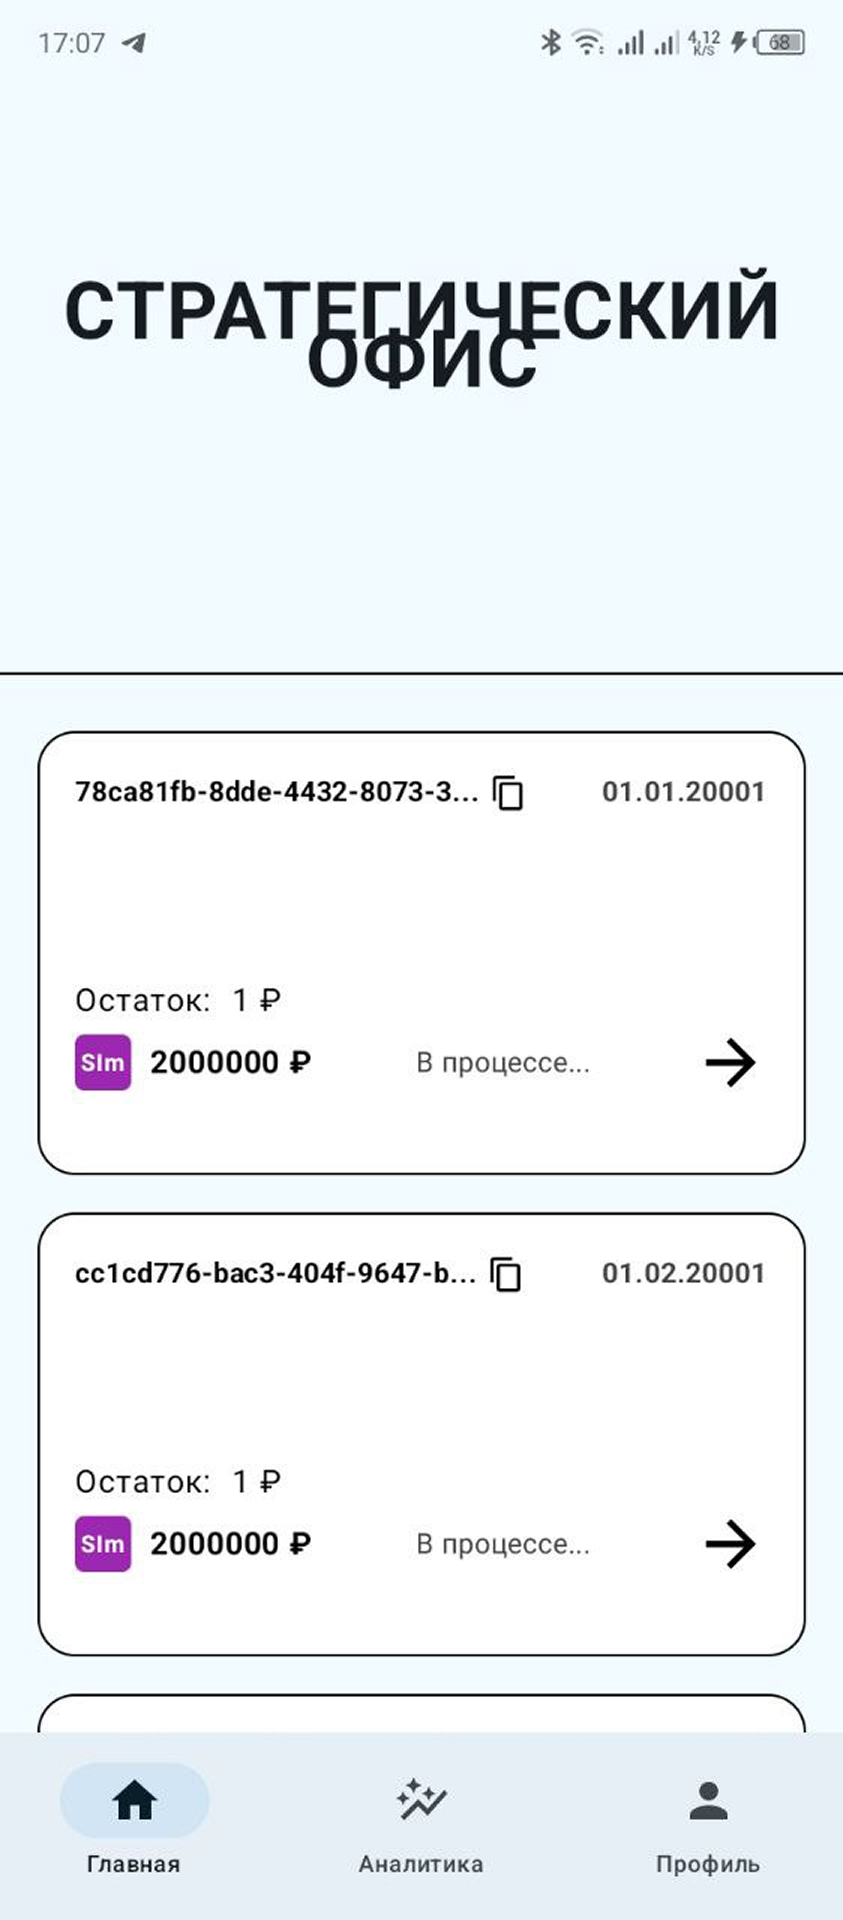 17:07 4,12 K/S 68
СТРАТЕГИЧЕСКИЙ
ОФИС
78ca81fb-8dde-4432-8073-3... 01.01.20001
Остаток: 1 ₽
SIm 2000000 ₽ В процессе...
cc1cd776-bac3-404f-9647-b... 01.02.20001
Остаток: 1 ₽
SIm 2000000 ₽ В процессе...
Главная Аналитика Профиль